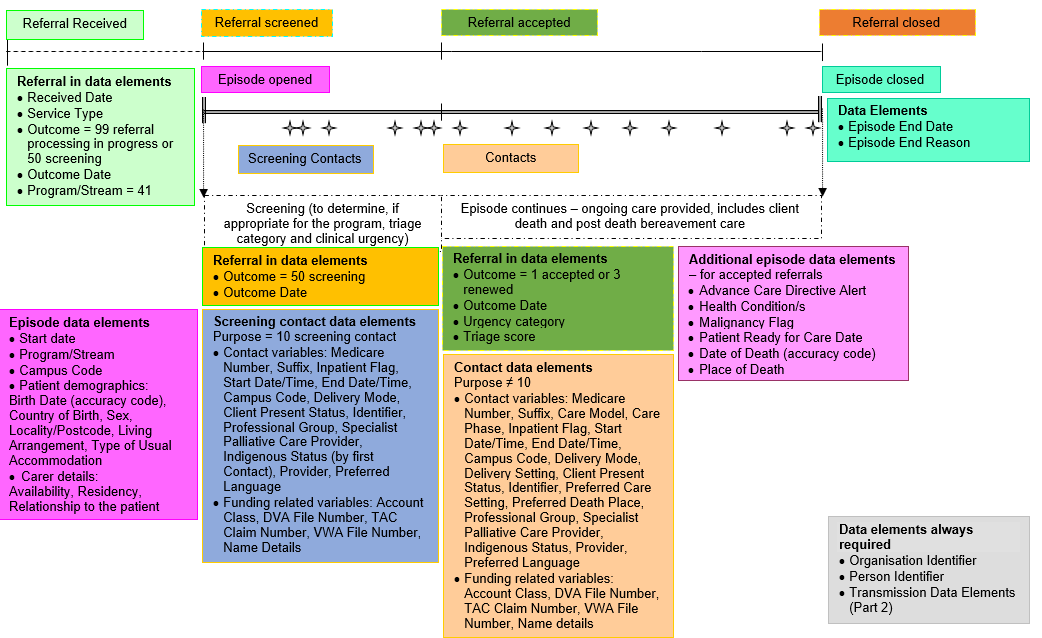 Referral Received
Referral screened
Referral accepted
Referral closed
Episode opened
Episode closed
Referral in data elements
• Received Date
• Service Type
• Outcome = 99 referral
processing in progress or
50 screening
• Outcome Date
• Program/Stream = 41
Data Elements
• Episode End Date
• Episode End Reason
Screening Contacts
Contacts
Screening (to determine, if
appropriate for the program, triage
category and clinical urgency)
Episode continues – ongoing care provided, includes client
death and post death bereavement care
Referral in data elements
• Outcome = 50 screening
• Outcome Date
Referral in data elements
• Outcome = 1 accepted or 3
renewed
• Outcome Date
• Urgency category
• Triage score
Additional episode data elements
– for accepted referrals
• Advance Care Directive Alert
• Health Condition/s
• Malignancy Flag
• Patient Ready for Care Date
• Date of Death (accuracy code)
• Place of Death
Episode data elements
• Start date
• Program/Stream
• Campus Code
• Patient demographics:
Birth Date (accuracy code),
Country of Birth, Sex,
Locality/Postcode, Living
Arrangement, Type of Usual
Accommodation
• Carer details:
Availability, Residency,
Relationship to the patient
Screening contact data elements
Purpose = 10 screening contact
• Contact variables: Medicare
Number, Suffix, Inpatient Flag,
Start Date/Time, End Date/Time,
Campus Code, Delivery Mode,
Client Present Status, Identifier,
Professional Group, Specialist
Palliative Care Provider,
Indigenous Status (by first
Contact), Provider, Preferred
Language
• Funding related variables: Account
Class, DVA File Number, TAC
Claim Number, VWA File Number,
Name Details
Contact data elements
Purpose ≠ 10
• Contact variables: Medicare
Number, Suffix, Care Model, Care
Phase, Inpatient Flag, Start
Date/Time, End Date/Time,
Campus Code, Delivery Mode,
Delivery Setting, Client Present
Status, Identifier, Preferred Care
Setting, Preferred Death Place,
Professional Group, Specialist
Palliative Care Provider,
Indigenous Status, Provider,
Preferred Language
• Funding related variables:
Account Class, DVA File Number,
TAC Claim Number, VWA File
Number, Name details
Data elements always
required
• Organisation Identifier
• Person Identifier
• Transmission Data Elements
(Part 2)